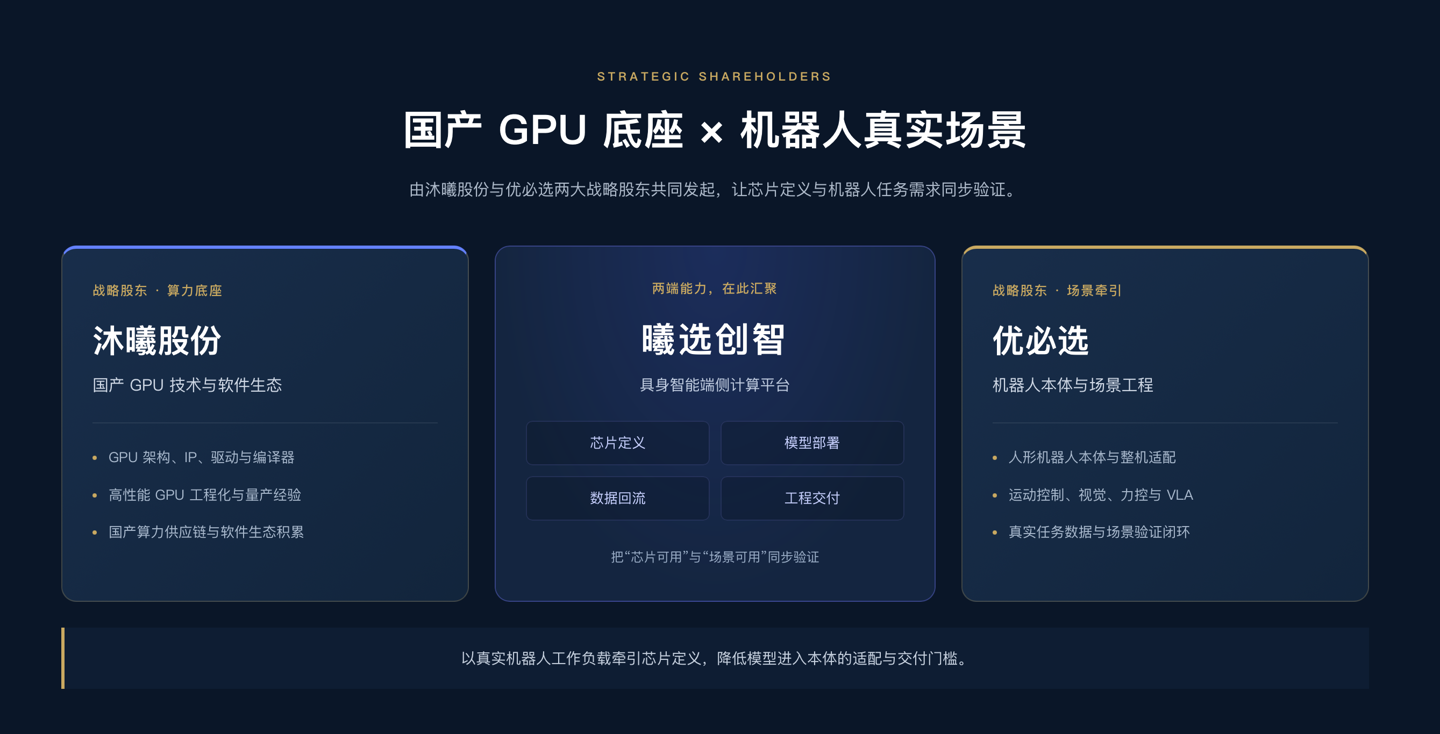 STRATEGIC SHAREHOLDERS
国产 GPU 底座 × 机器人真实场景
由沐曦股份与优必选两大战略股东共同发起，让芯片定义与机器人任务需求同步验证。
战略股东 · 算力底座
沐曦股份
国产 GPU 技术与软件生态
GPU 架构、IP、驱动与编译器
高性能 GPU 工程化与量产经验
国产算力供应链与软件生态积累
两端能力，在此汇聚
曦选创智
具身智能端侧计算平台
芯片定义
模型部署
数据回流
工程交付
把“芯片可用”与“场景可用”同步验证
战略股东 · 场景牵引
优必选
机器人本体与场景工程
人形机器人本体与整机适配
运动控制、视觉、力控与 VLA
真实任务数据与场景验证闭环
以真实机器人工作负载牵引芯片定义，降低模型进入本体的适配与交付门槛。